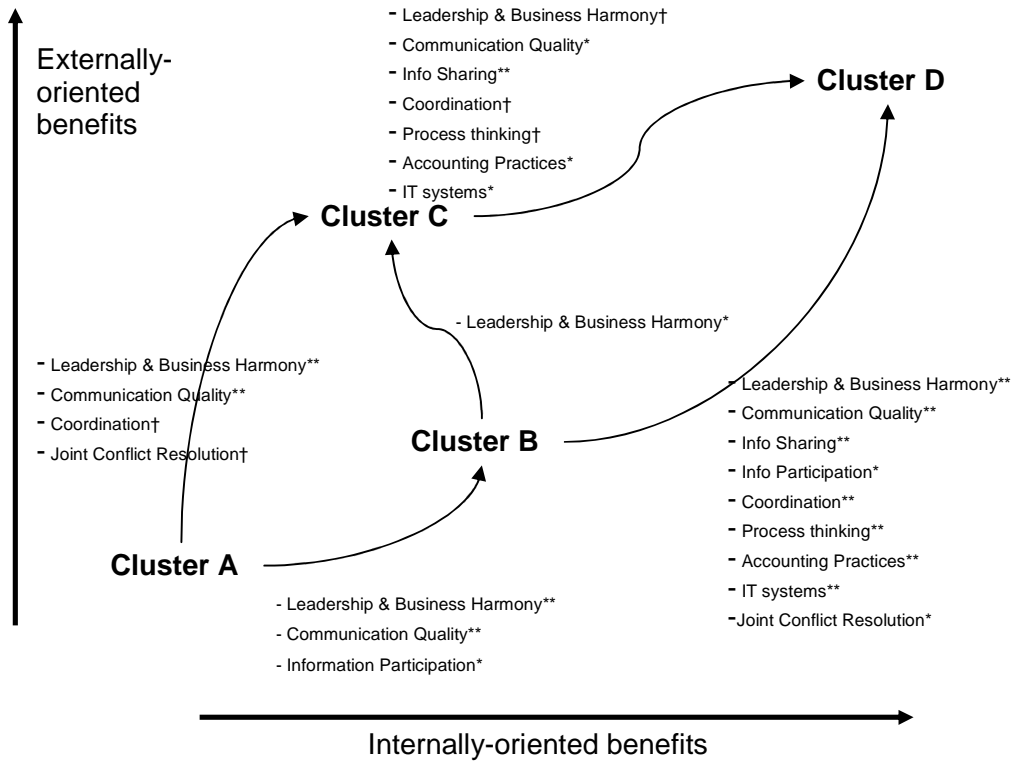 - Leadership & Business Harmony†
- Communication Quality*
- Info Sharing**
- Coordination†
- Process thinking†
- Accounting Practices*
- IT systems*
Externally-
oriented
benefits
Cluster D
Cluster C
- Leadership & Business Harmony*
- Leadership & Business Harmony**
- Communication Quality**
- Coordination†
- Joint Conflict Resolution†
Cluster B
- Leadership & Business Harmony**
- Communication Quality**
- Info Sharing**
- Info Participation*
- Coordination**
- Process thinking**
- Accounting Practices**
- IT systems**
-Joint Conflict Resolution*
Cluster A
- Leadership & Business Harmony**
- Communication Quality**
- Information Participation*
Internally-oriented benefits